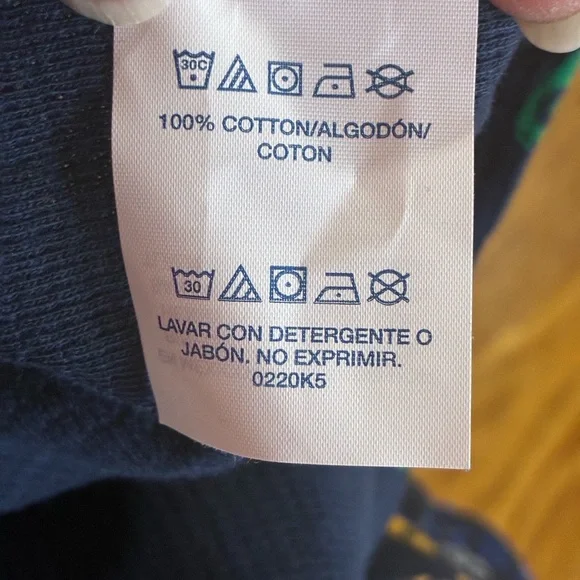 30C
100% COTTON/ALGODÓN/
COTON
30
LAVAR CON DETERGENTE O
JABÓN. NO EXPRIMIR.
0220K5